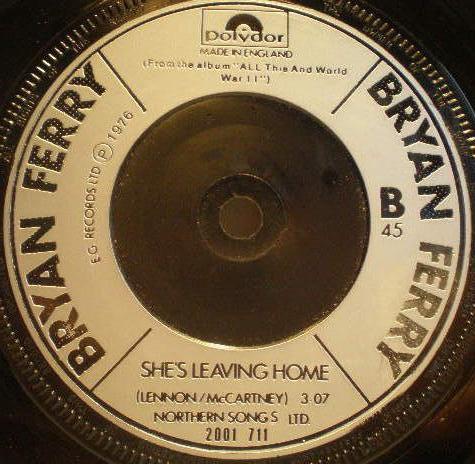 polydor
MADE IN ENGLAND
(From the album "ALL This And World
War II")
BRYAN FERRY
E.G. RECORDS LTD Ⓟ 1976
BRYAN FERRY
B
45
SHE'S LEAVING HOME
(LENNON/McCARTNEY) 3.07
NORTHERN SONGS LTD.
2001 711